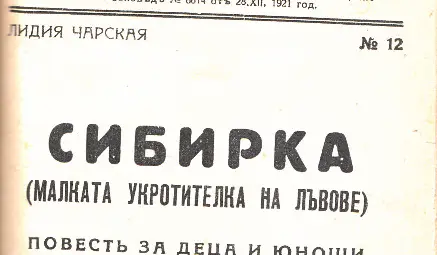 № 6614 отъ 28.XII. 1921 год.
ЛИДИЯ ЧАРСКАЯ
№ 12
СИБИРКА
(МАЛКАТА УКРОТИТЕЛКА НА ЛЪВОВЕ)
ПОВЕСТЬ ЗА ДЕЦА И ЮНОШИ